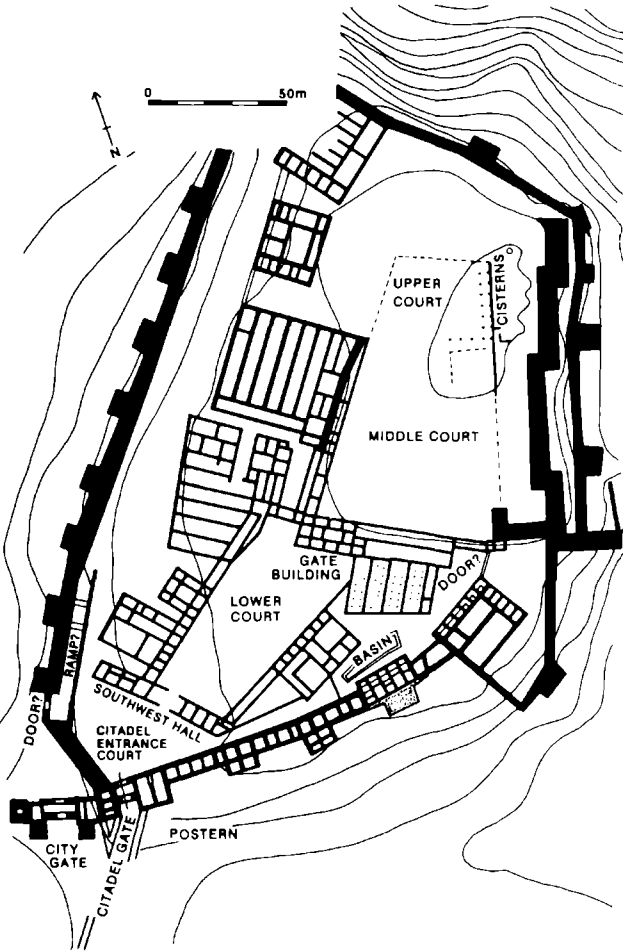 0 50m
N
UPPER
COURT
CISTERNS
MIDDLE COURT
GATE
BUILDING
DOOR?
LOWER
COURT
BASIN
RAMP?
SOUTHWEST HALL
DOOR?
CITADEL
ENTRANCE
COURT
POSTERN
CITY
GATE
CITADEL GATE